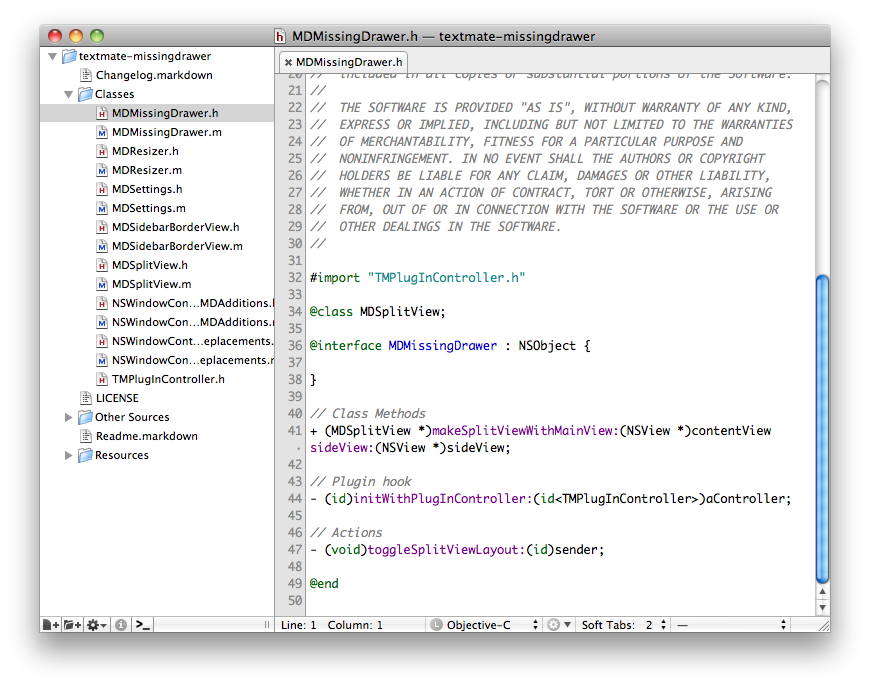 MDMissingDrawer.h — textmate-missingdrawer
textmate-missingdrawer
Changelog.markdown
Classes
MDMissingDrawer.h
MDMissingDrawer.m
MDResizer.h
MDResizer.m
MDSettings.h
MDSettings.m
MDSidebarBorderView.h
MDSidebarBorderView.m
MDSplitView.h
MDSplitView.m
NSWindowCon...MDAdditions.h
NSWindowCon...MDAdditions.m
NSWindowCont...eplacements.
NSWindowCont...eplacements.m
TMPlugInController.h
LICENSE
Other Sources
Readme.markdown
Resources
MDMissingDrawer.h
20 // included in all copies or substantial portions of the Software.
21 //
22 // THE SOFTWARE IS PROVIDED "AS IS", WITHOUT WARRANTY OF ANY KIND,
23 // EXPRESS OR IMPLIED, INCLUDING BUT NOT LIMITED TO THE WARRANTIES
24 // OF MERCHANTABILITY, FITNESS FOR A PARTICULAR PURPOSE AND
25 // NONINFRINGEMENT. IN NO EVENT SHALL THE AUTHORS OR COPYRIGHT
26 // HOLDERS BE LIABLE FOR ANY CLAIM, DAMAGES OR OTHER LIABILITY,
27 // WHETHER IN AN ACTION OF CONTRACT, TORT OR OTHERWISE, ARISING
28 // FROM, OUT OF OR IN CONNECTION WITH THE SOFTWARE OR THE USE OR
29 // OTHER DEALINGS IN THE SOFTWARE.
30 //
31
32 #import "TMPlugInController.h"
33
34 @class MDSplitView;
35
36 @interface MDMissingDrawer : NSObject {
37
38 }
39
40 // Class Methods
41 + (MDSplitView *)makeSplitViewWithMainView:(NSView *)contentView
· sideView:(NSView *)sideView;
42
43 // Plugin hook
44 - (id)initWithPlugInController:(id<TMPlugInController>)aController;
45
46 // Actions
47 - (void)toggleSplitViewLayout:(id)sender;
48
49 @end
50
Line: 1 Column: 1 L Objective-C Soft Tabs: 2 —